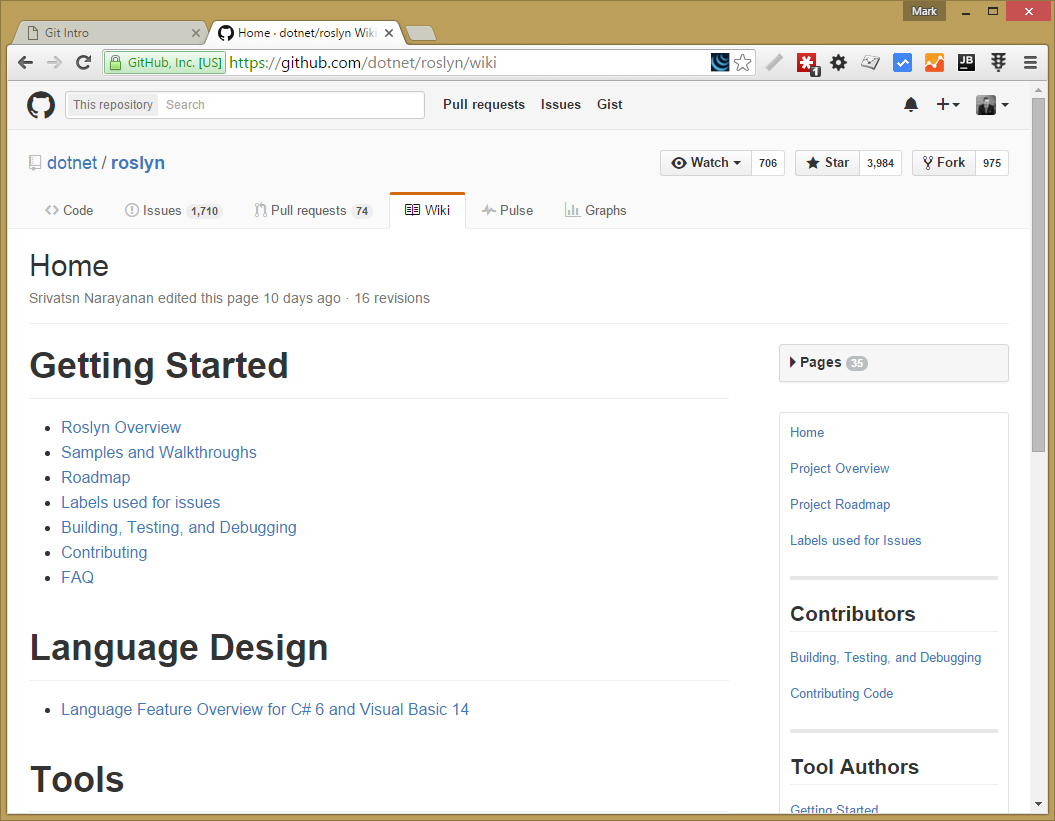 Mark
Git Intro
Home · dotnet/roslyn Wiki
GitHub, Inc. [US] https://github.com/dotnet/roslyn/wiki
1
JB
This repository Search Pull requests Issues Gist
dotnet / roslyn
Watch 706 Star 3,984 Fork 975
Code Issues 1,710 Pull requests 74 Wiki Pulse Graphs
Home
Srivatsn Narayanan edited this page 10 days ago · 16 revisions
Getting Started
Roslyn Overview
Samples and Walkthroughs
Roadmap
Labels used for issues
Building, Testing, and Debugging
Contributing
FAQ
Language Design
Language Feature Overview for C# 6 and Visual Basic 14
Tools
Pages 35
Home
Project Overview
Project Roadmap
Labels used for Issues
Contributors
Building, Testing, and Debugging
Contributing Code
Tool Authors
Getting Started